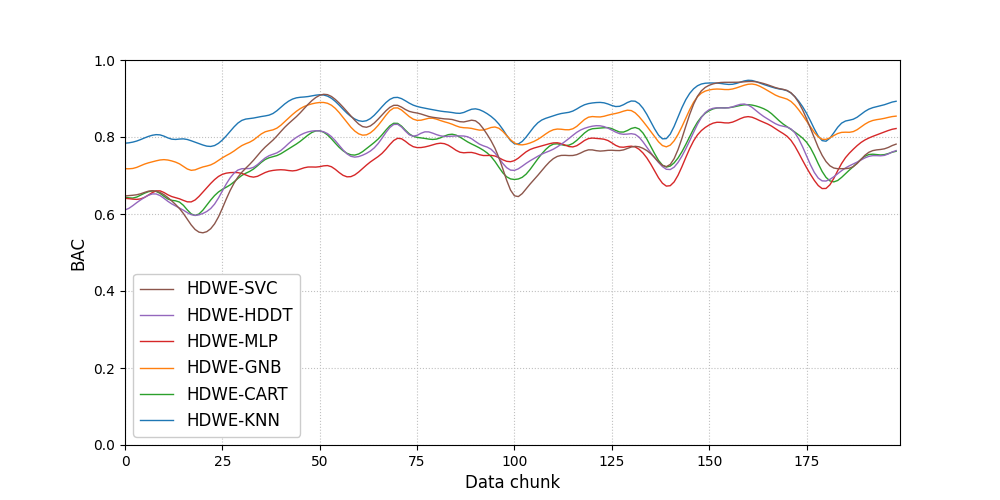 1.0
0.8
0.6
0.4
0.2
0.0
BAC
HDWE-SVC
HDWE-HDDT
HDWE-MLP
HDWE-GNB
HDWE-CART
HDWE-KNN
0 25 50 75 100 125 150 175
Data chunk